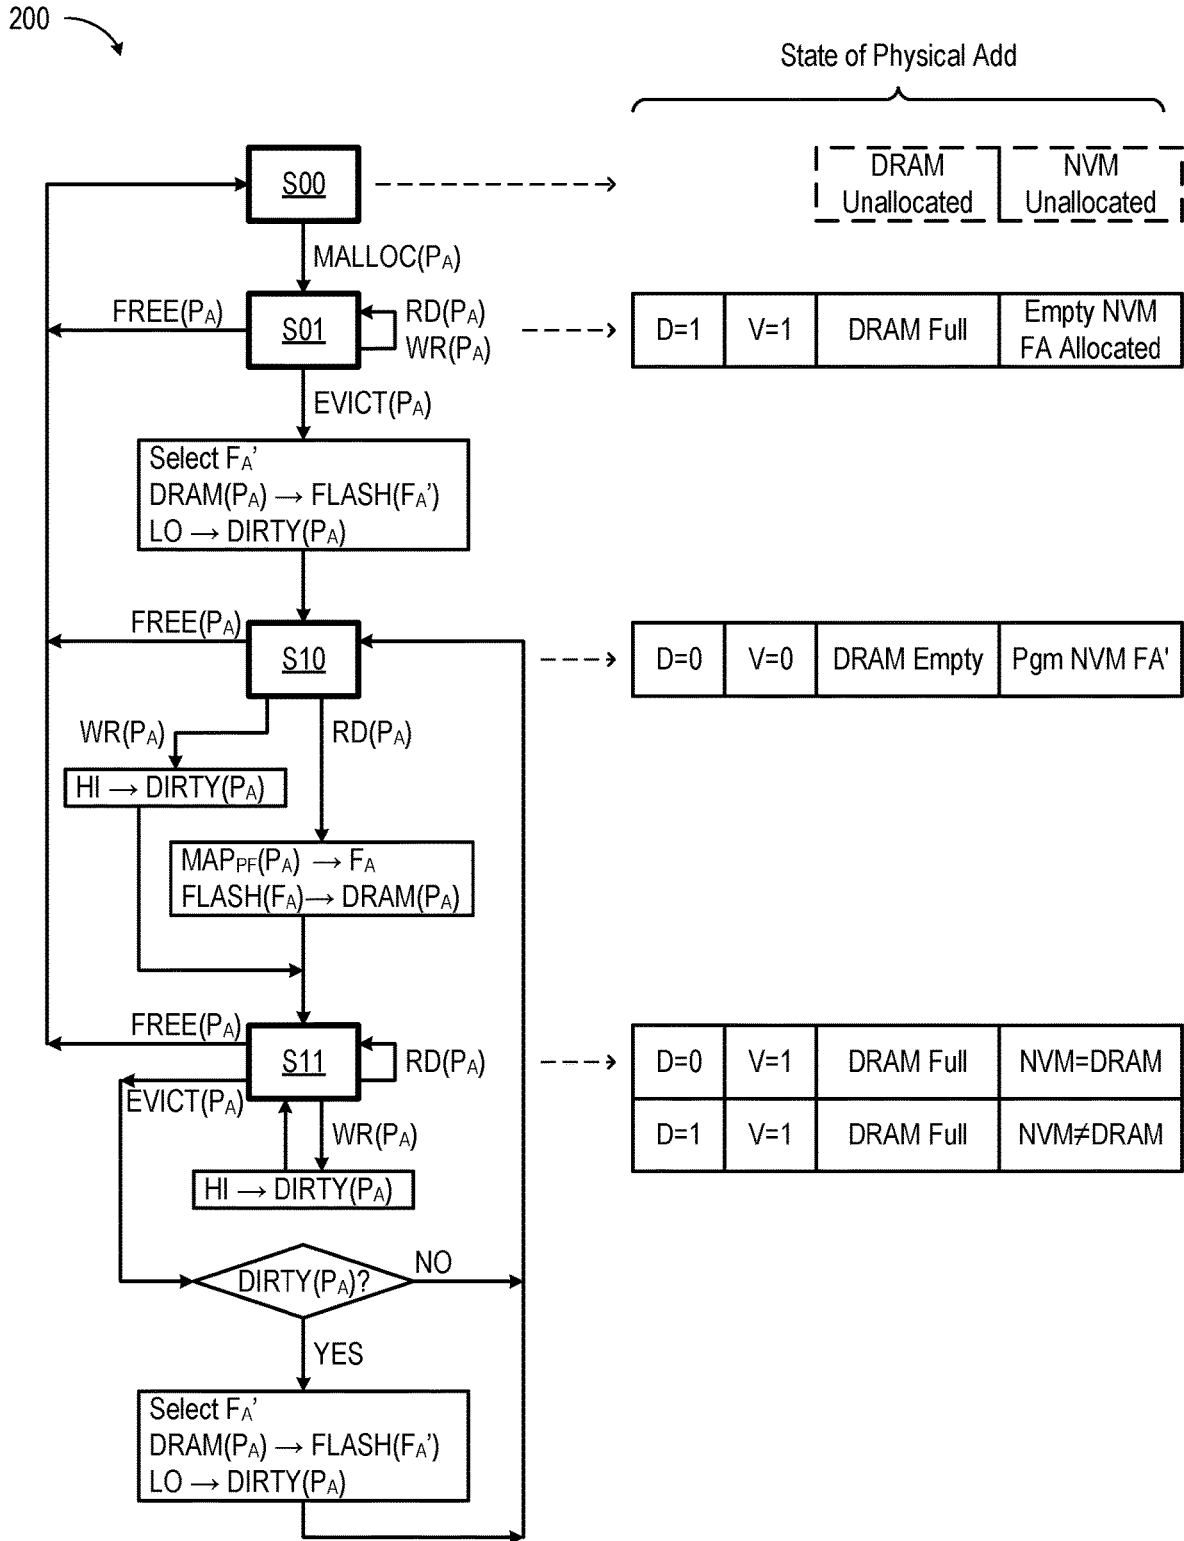 200
State of Physical Add
S00
DRAM
Unallocated
NVM
Unallocated
MALLOC(PA)
FREE(PA)
S01
RD(PA)
WR(PA)
D=1
V=1
DRAM Full
Empty NVM
FA Allocated
EVICT(PA)
Select FA’
DRAM(PA) → FLASH(FA’)
LO → DIRTY(PA)
FREE(PA)
S10
D=0
V=0
DRAM Empty
Pgm NVM FA'
WR(PA)
RD(PA)
HI → DIRTY(PA)
MAPPF(PA) → FA
FLASH(FA)→ DRAM(PA)
FREE(PA)
S11
RD(PA)
D=0
V=1
DRAM Full
NVM=DRAM
EVICT(PA)
WR(PA)
D=1
V=1
DRAM Full
NVM≠DRAM
HI → DIRTY(PA)
DIRTY(PA)?
NO
YES
Select FA’
DRAM(PA) → FLASH(FA’)
LO → DIRTY(PA)